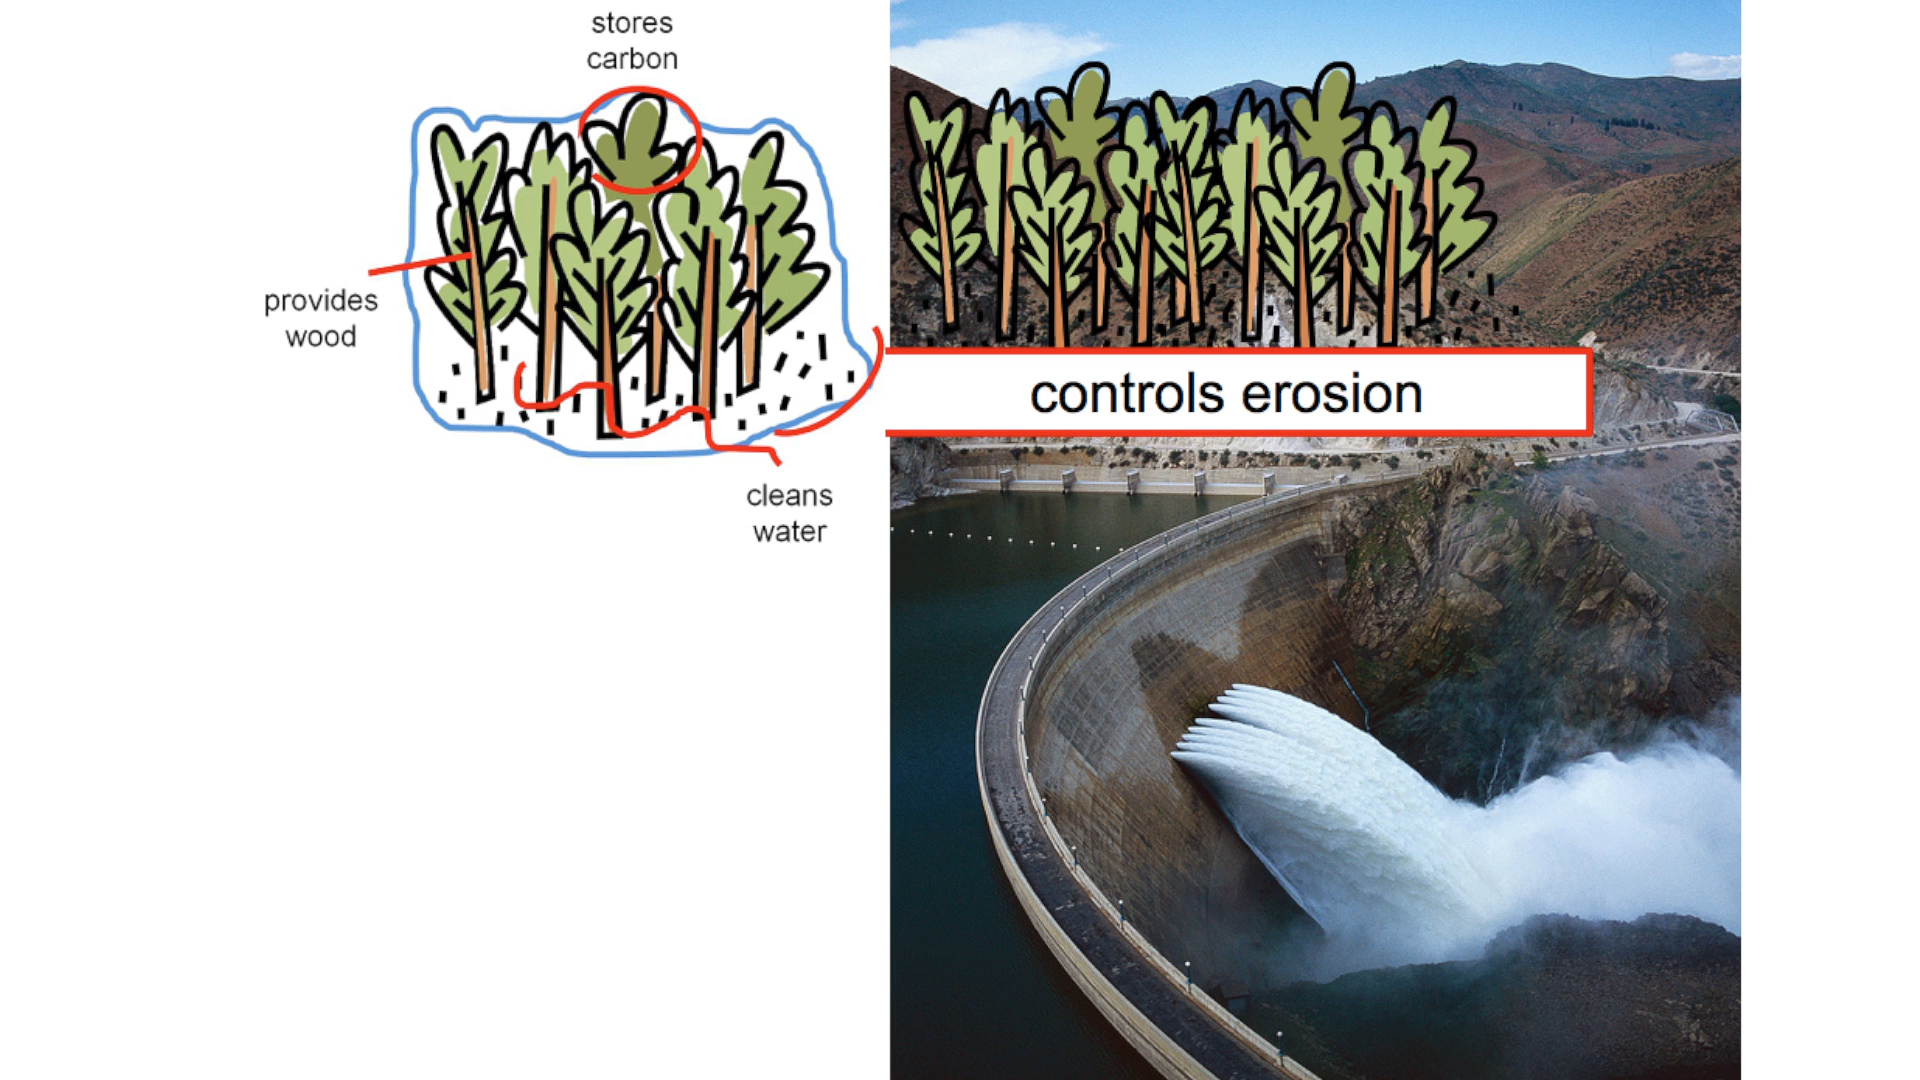 stores
carbon
provides
wood
controls erosion
cleans
water